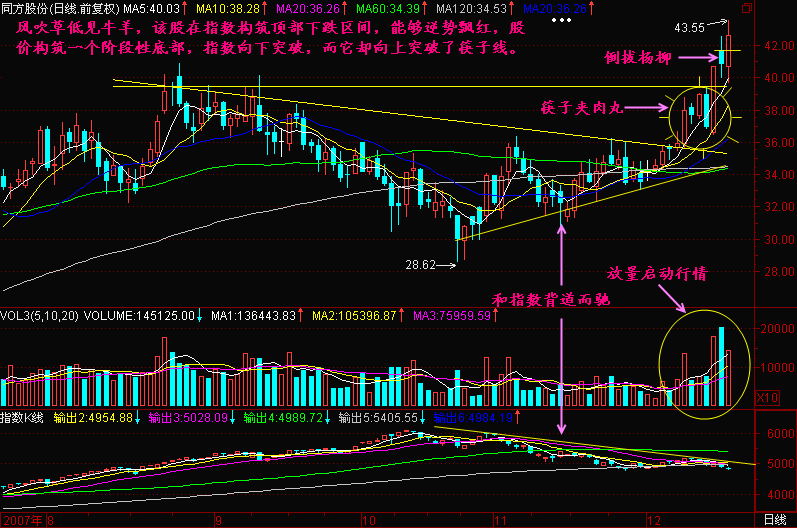 同方股份(日线.前复权) MA5:40.03↑ MA10:38.28↑ MA20:36.26↑ MA60:34.39↑ MA120:34.53↑ MA20:36.26↑
风吹草低见牛羊，该股在指数构筑顶部下跌区间，能够逆势飘红，股
价构筑一个阶段性底部，指数向下突破，而它却向上突破了筷子线。
43.55
倒拔杨柳
筷子夹肉丸
42.00
40.00
38.00
36.00
34.00
32.00
30.00
28.00
28.62
和指数背道而驰
放量启动行情
VOL3(5,10,20) VOLUME:145125.00↓ MA1:136443.83↑ MA2:105396.87↑ MA3:75959.59↑
20000
10000
X10
指数K线 输出2:4954.88↓ 输出3:5028.09↓ 输出4:4989.72↓ 输出5:5405.55↓ 输出6:4934.18↑
6000
5000
4000
2007年 8 9 10 11 12 日线